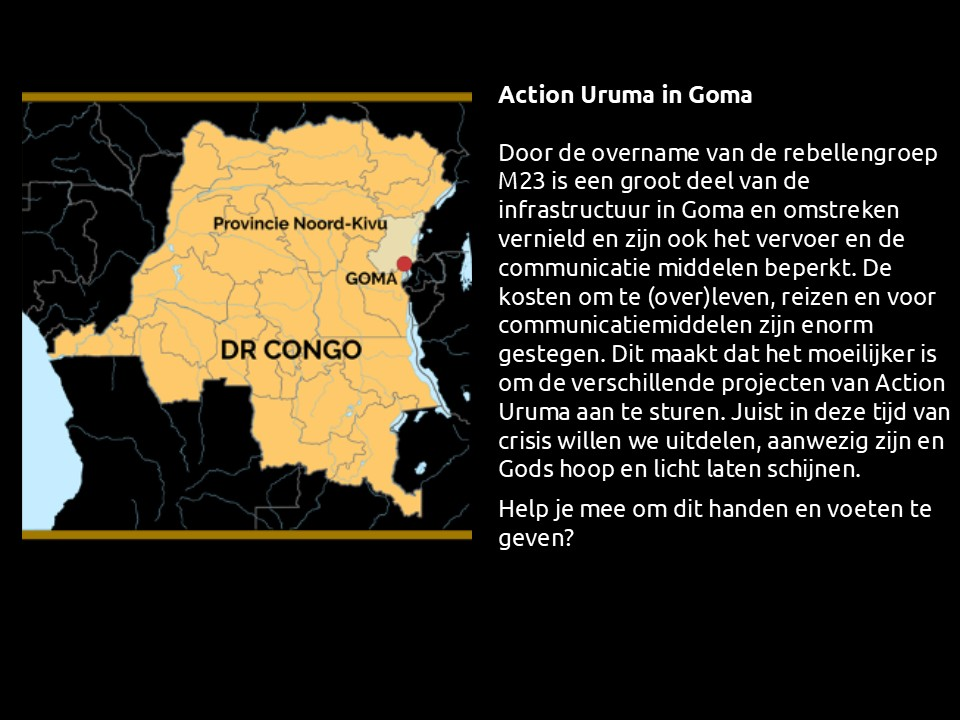 Action Uruma in Goma
Door de overname van de rebellengroep
M23 is een groot deel van de
infrastructuur in Goma en omstreken
vernield en zijn ook het vervoer en de
communicatie middelen beperkt. De
kosten om te (over)leven, reizen en voor
communicatiemiddelen zijn enorm
gestegen. Dit maakt dat het moeilijker is
om de verschillende projecten van Action
Uruma aan te sturen. Juist in deze tijd van
crisis willen we uitdelen, aanwezig zijn en
Gods hoop en licht laten schijnen.
Help je mee om dit handen en voeten te
geven?
Provincie Noord-Kivu
GOMA
DR CONGO